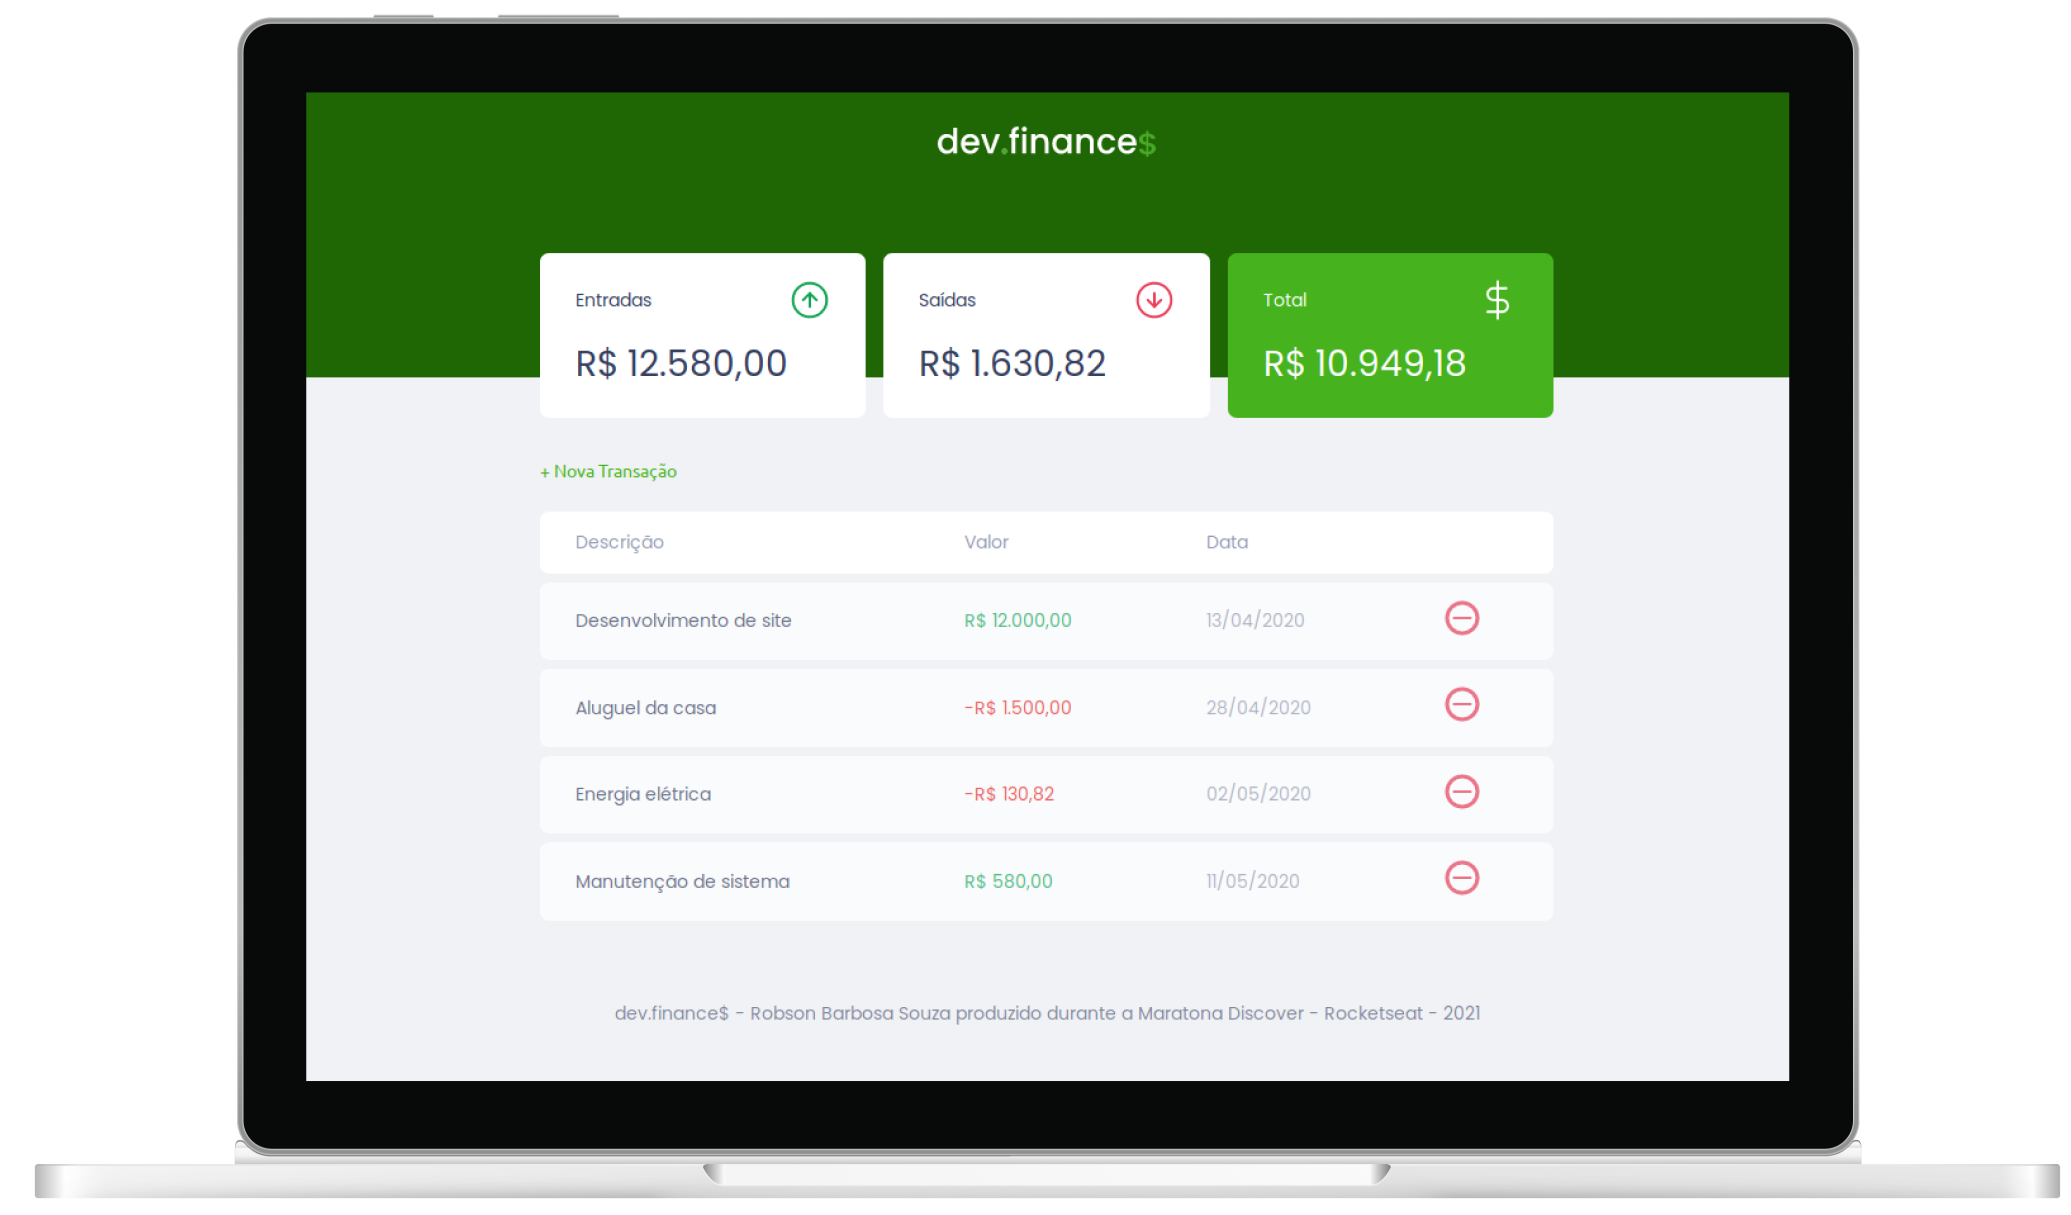 dev.finance$
Entradas
R$ 12.580,00
Saídas
R$ 1.630,82
Total
$
R$ 10.949,18
+ Nova Transação
Descrição Valor Data
Desenvolvimento de site R$ 12.000,00 13/04/2020
Aluguel da casa -R$ 1.500,00 28/04/2020
Energia elétrica -R$ 130,82 02/05/2020
Manutenção de sistema R$ 580,00 11/05/2020
dev.finance$ - Robson Barbosa Souza produzido durante a Maratona Discover - Rocketseat - 2021